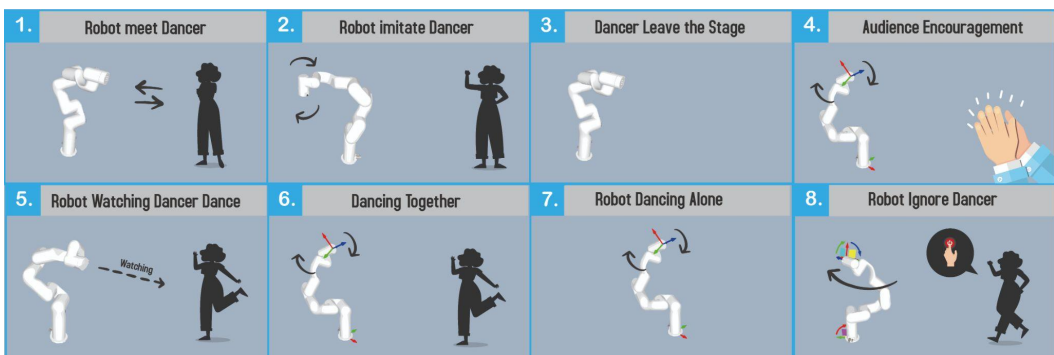 1. Robot meet Dancer
2. Robot imitate Dancer
3. Dancer Leave the Stage
4. Audience Encouragement
5. Robot Watching Dancer Dance
Watching
6. Dancing Together
7. Robot Dancing Alone
8. Robot Ignore Dancer